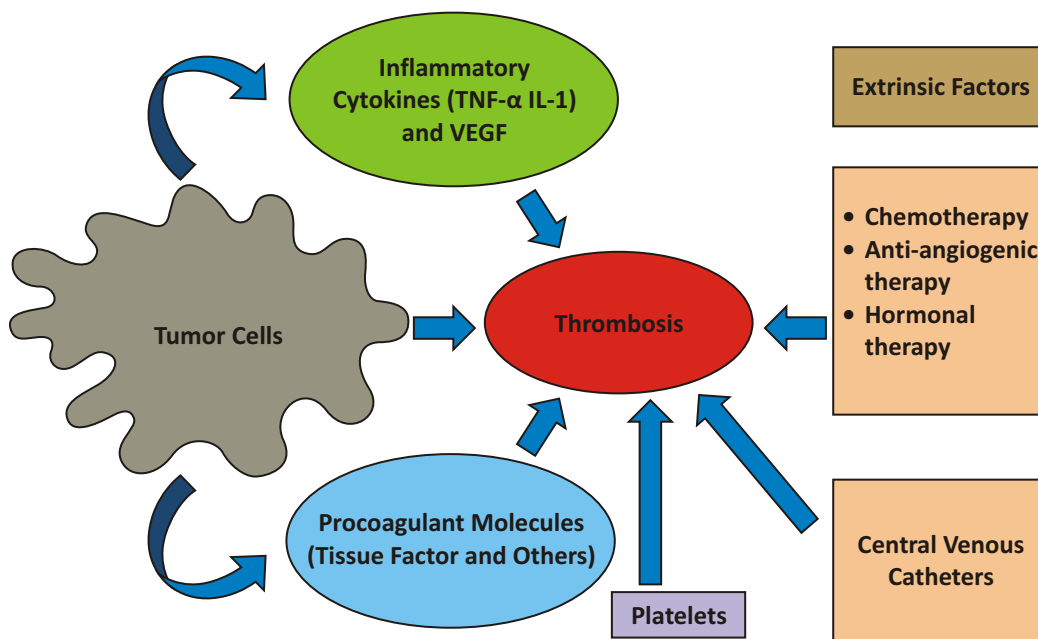 Inflammatory
Cytokines (TNF-α IL-1)
and VEGF
Extrinsic Factors
• Chemotherapy
• Anti-angiogenic
therapy
• Hormonal
therapy
Tumor Cells
Thrombosis
Procoagulant Molecules
(Tissue Factor and Others)
Platelets
Central Venous
Catheters